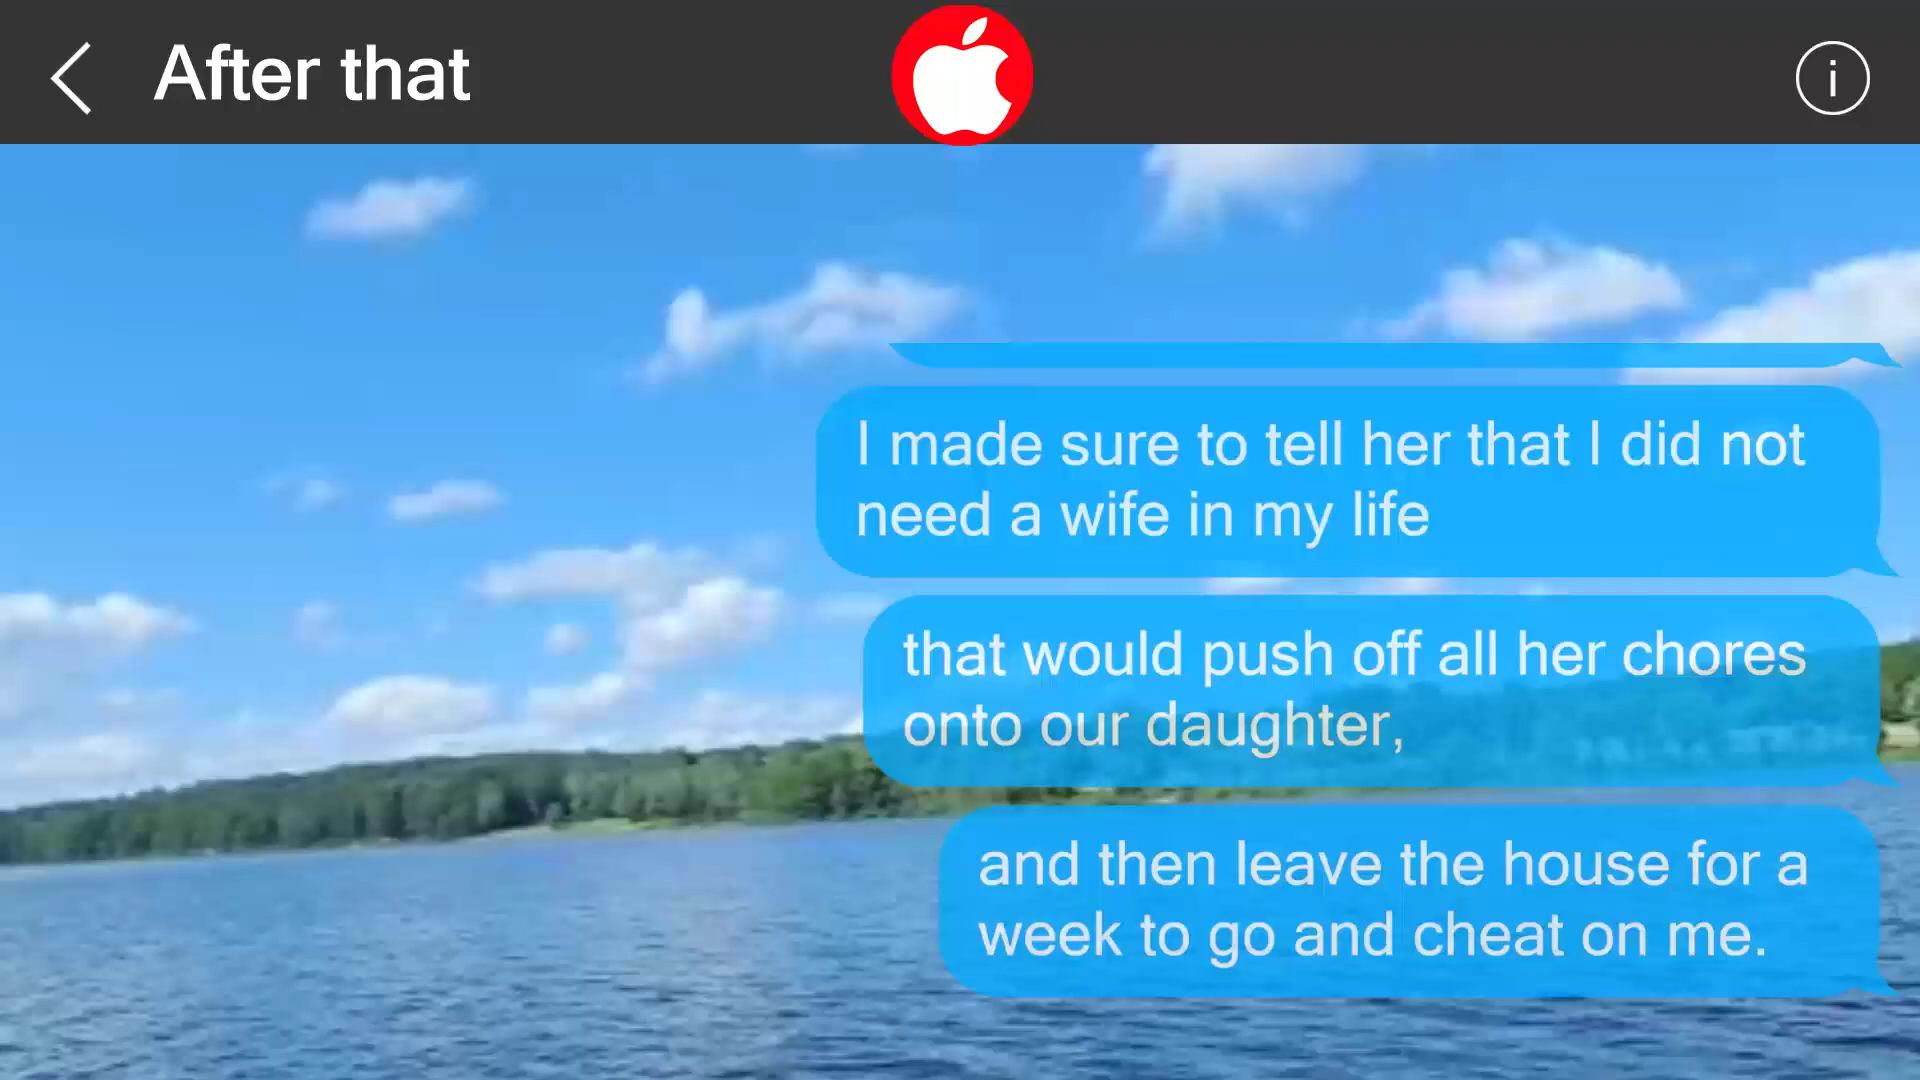 After that
I made sure to tell her that I did not
need a wife in my life
that would push off all her chores
onto our daughter,
and then leave the house for a
week to go and cheat on me.